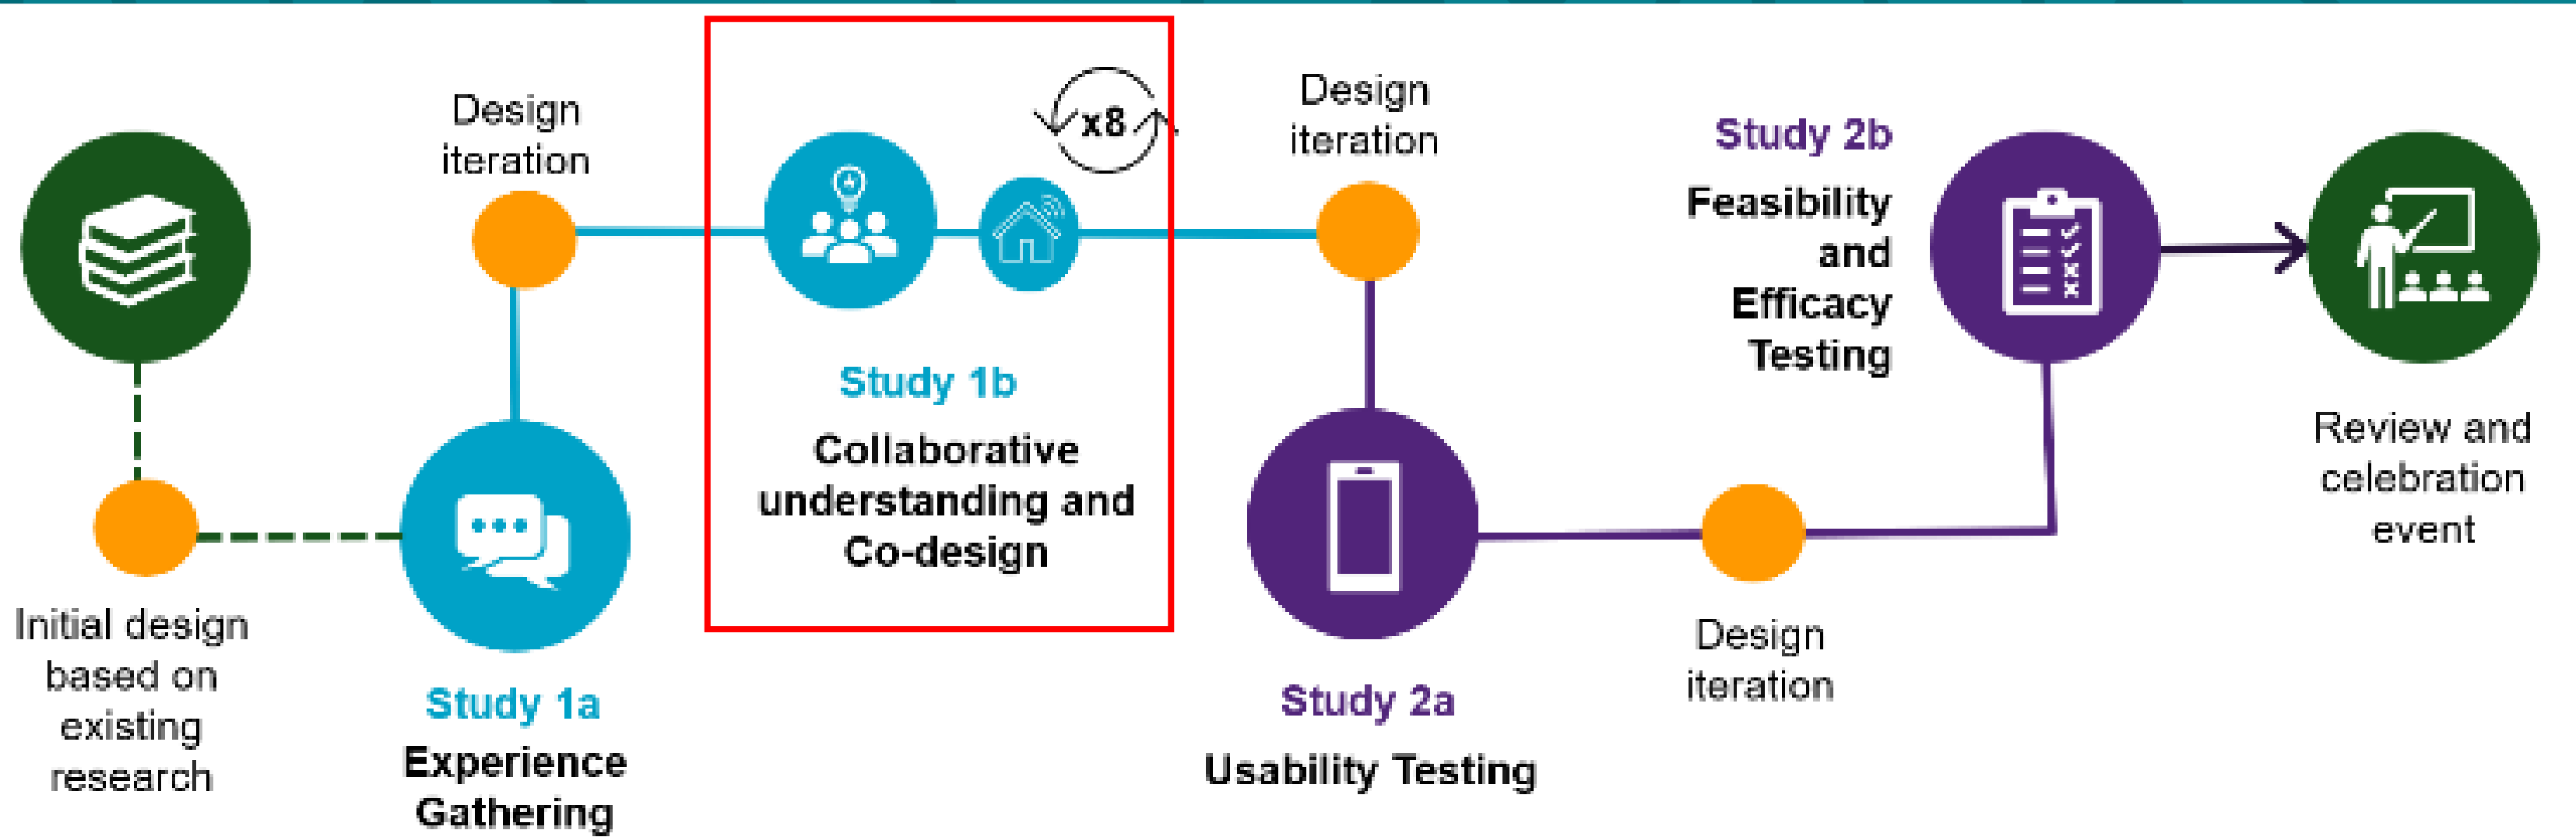 Initial design
based on
existing
research
Design
iteration
Study 1a
Experience
Gathering
x8
Study 1b
Collaborative
understanding and
Co-design
Design
iteration
Study 2a
Usability Testing
Design
iteration
Study 2b
Feasibility
and
Efficacy
Testing
Review and
celebration
event